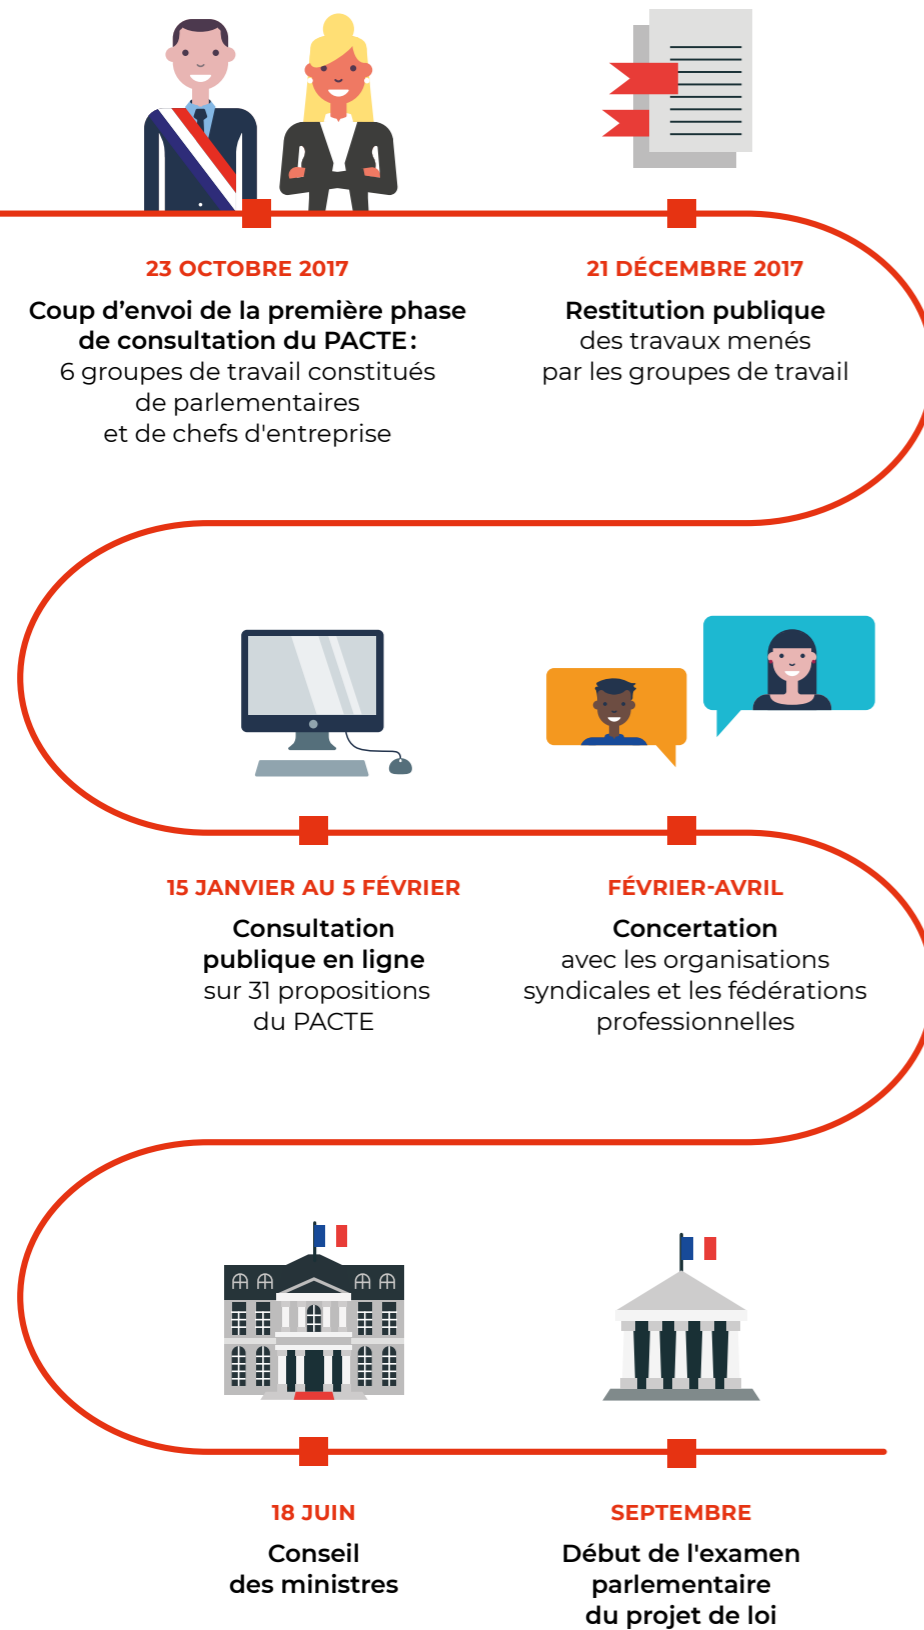 23 OCTOBRE 2017
Coup d’envoi de la première phase
de consultation du PACTE :
6 groupes de travail constitués
de parlementaires
et de chefs d'entreprise
21 DÉCEMBRE 2017
Restitution publique
des travaux menés
par les groupes de travail
15 JANVIER AU 5 FÉVRIER
Consultation
publique en ligne
sur 31 propositions
du PACTE
FÉVRIER-AVRIL
Concertation
avec les organisations
syndicales et les fédérations
professionnelles
18 JUIN
Conseil
des ministres
SEPTEMBRE
Début de l'examen
parlementaire
du projet de loi